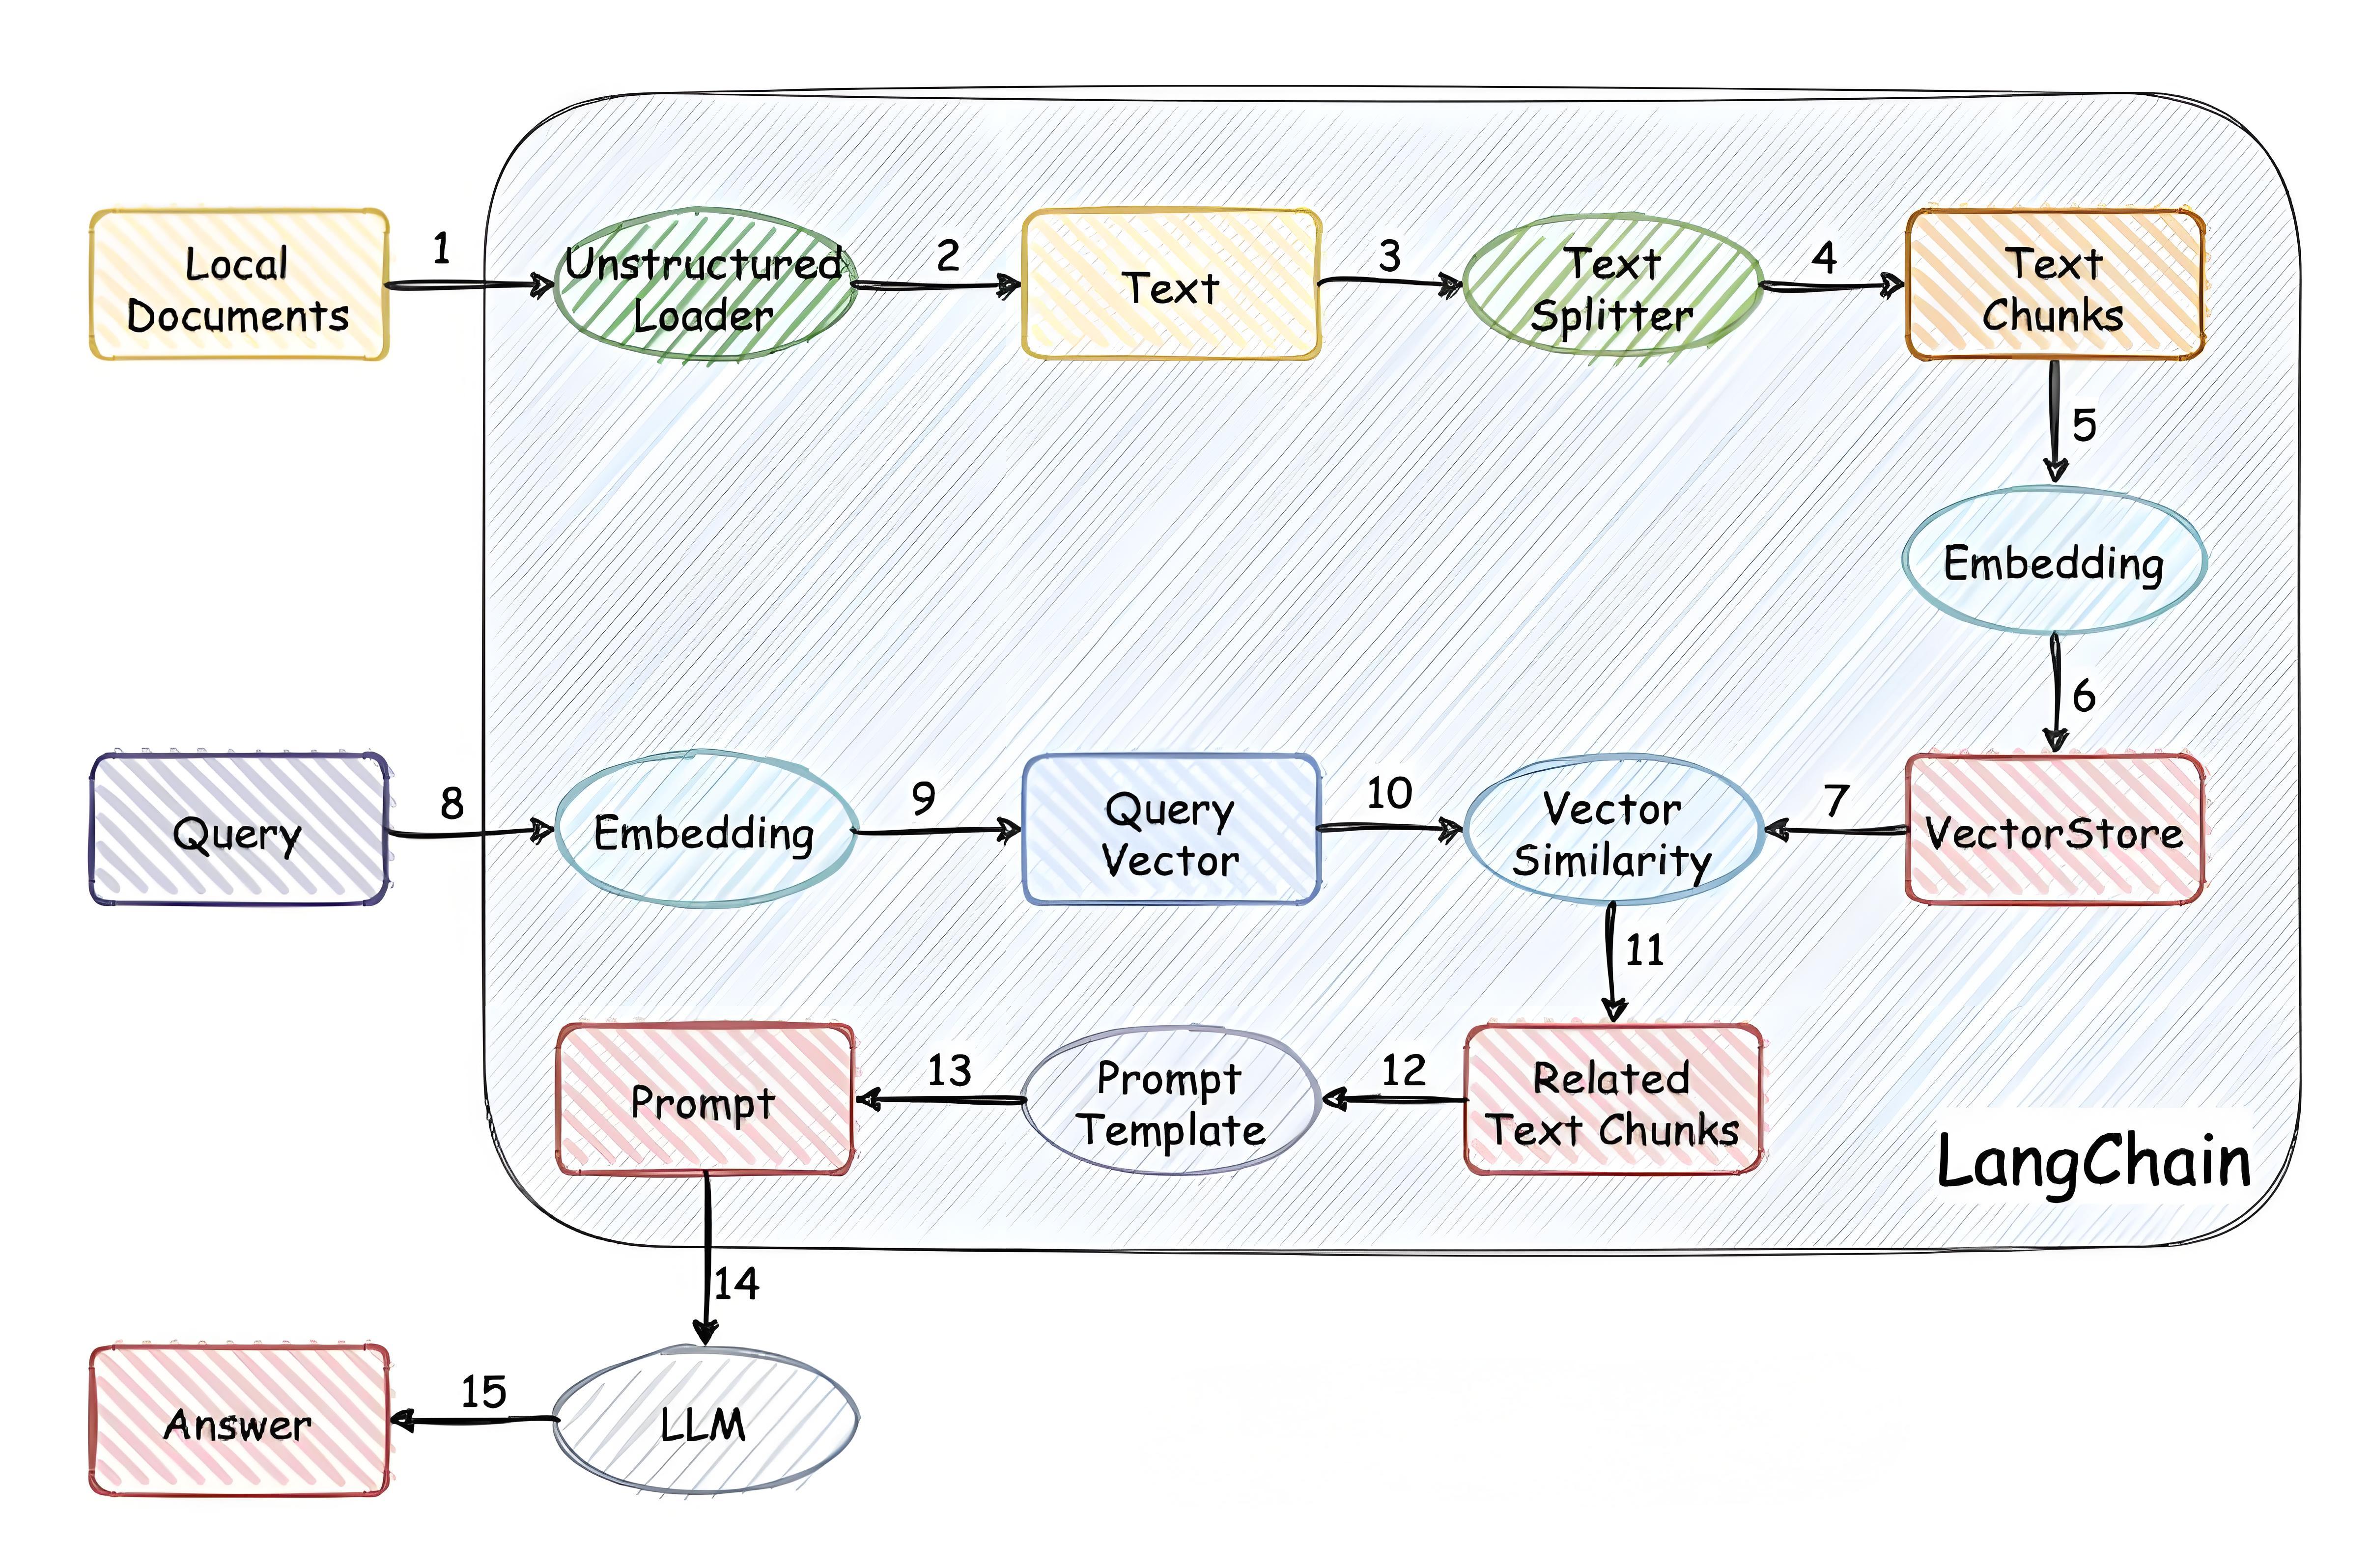 1
2
3
4
Local
Documents
Unstructured
Loader
Text
Text
Splitter
Text
Chunks
5
Embedding
6
8
9
10
7
Query
Embedding
Query
Vector
Vector
Similarity
VectorStore
11
13
12
Prompt
Prompt
Template
Related
Text Chunks
LangChain
14
15
Answer
LLM